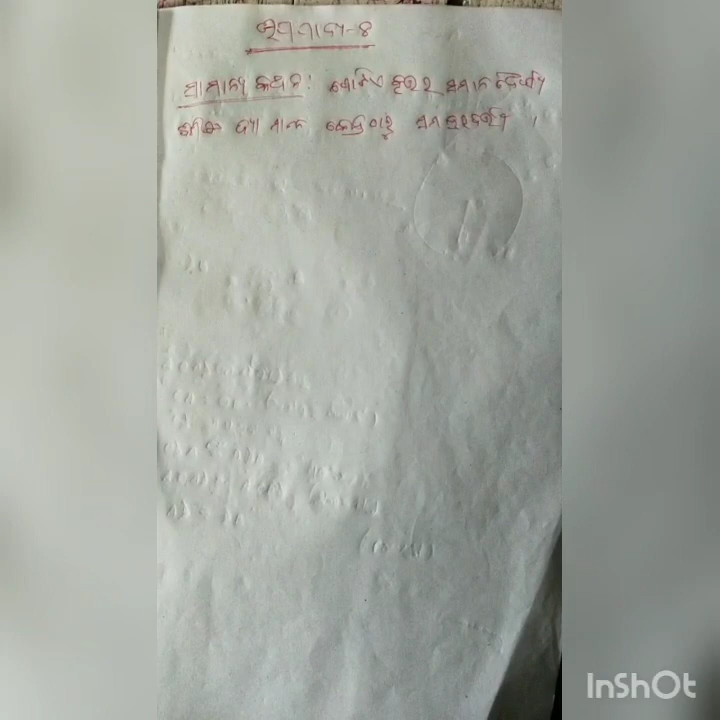 ଉପପାଦ୍ୟ-୪
ସାମାନ୍ୟ କଥନ: ଗୋଟିଏ ବୃତ୍ତର ସମାନ ଦୈର୍ଘ୍ୟ
ବିଶିଷ୍ଟ ଜ୍ୟା ମାନ କେନ୍ଦ୍ରଠାରୁ ସମଦୂରବର୍ତ୍ତୀ ।
InShOt